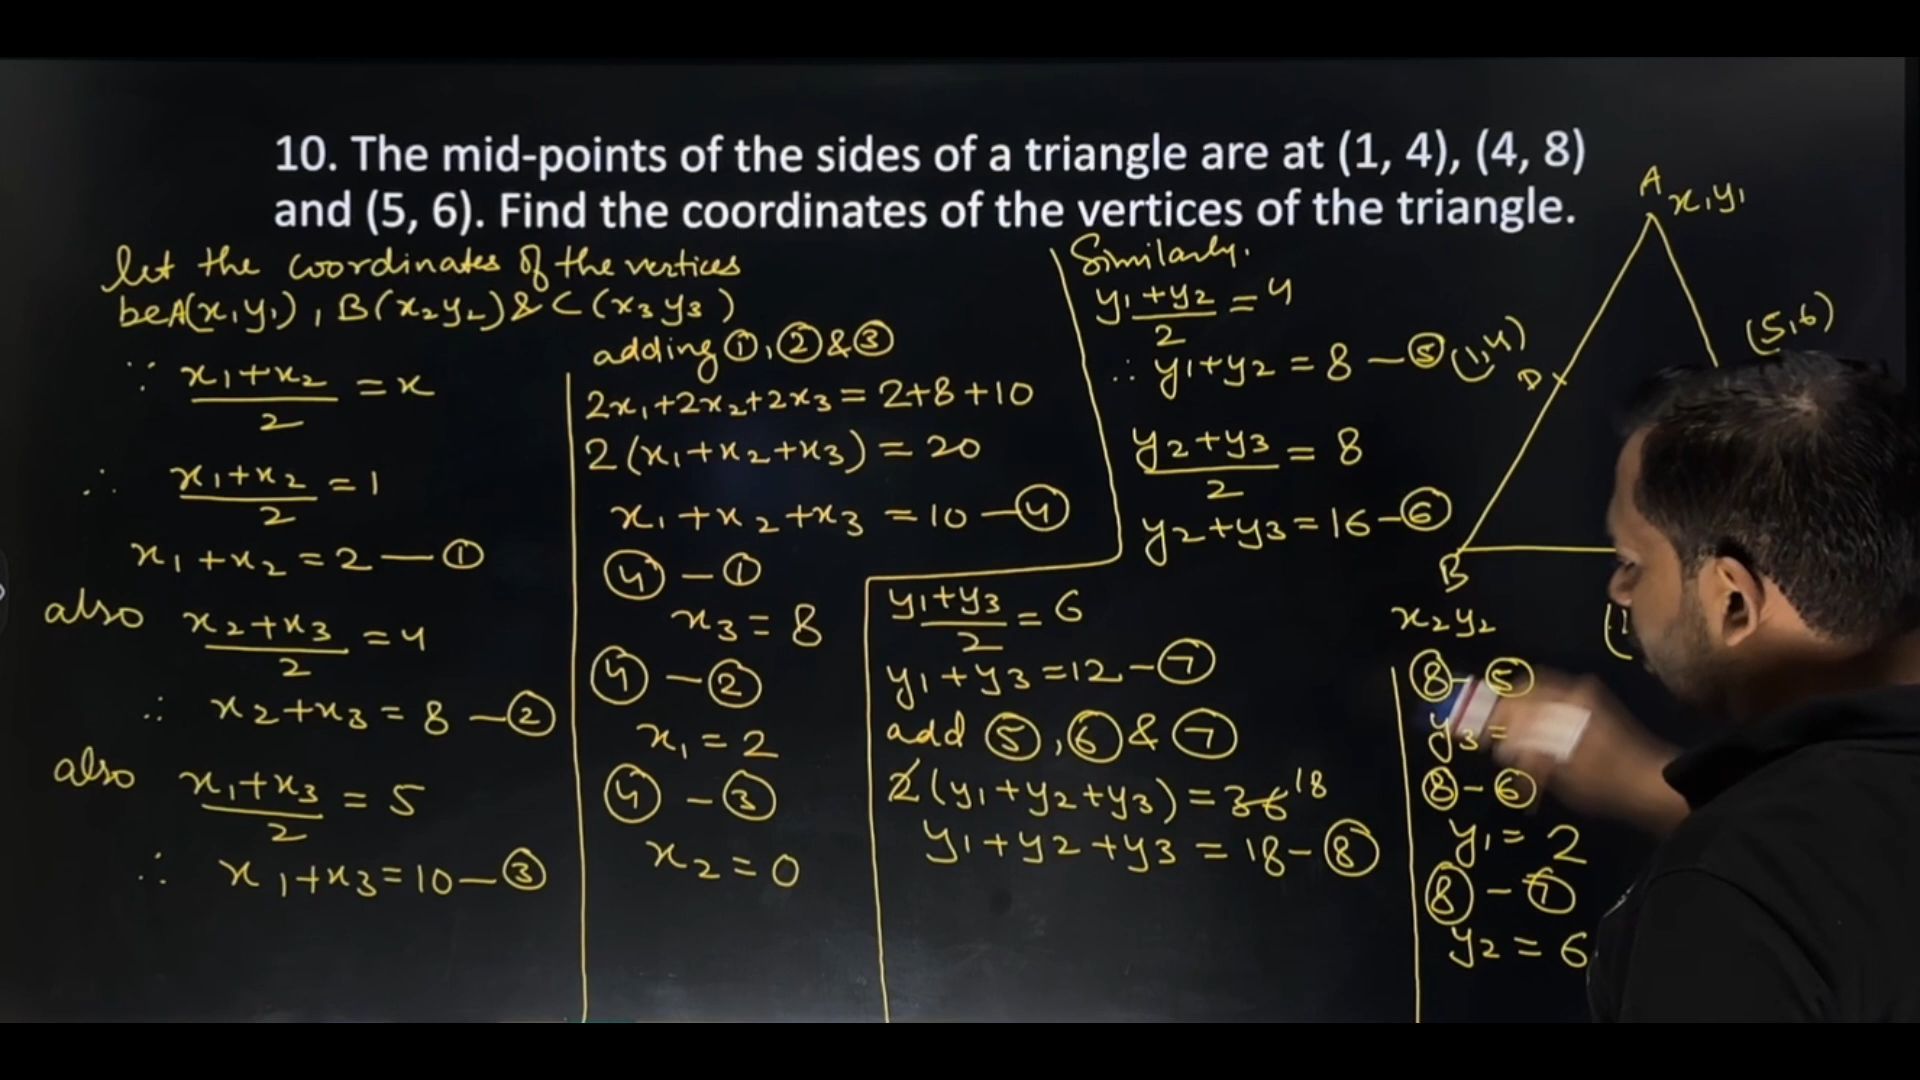 10. The mid-points of the sides of a triangle are at (1, 4), (4, 8)
and (5, 6). Find the coordinates of the vertices of the triangle.
let the coordinates of the vertices
be A(x₁y₁), B(x₂y₂) & C(x₃y₃)
∵ x₁+x₂/2 = x
∴ x₁+x₂/2 = 1
x₁+x₂ = 2 — ①
also x₂+x₃/2 = 4
∴ x₂+x₃ = 8 — ②
also x₁+x₃/2 = 5
∴ x₁+x₃ = 10 — ③
adding ①, ② & ③
2x₁+2x₂+2x₃ = 2+8+10
2(x₁+x₂+x₃) = 20
x₁+x₂+x₃ = 10 — ④
④ - ①
x₃ = 8
④ - ②
x₁ = 2
④ - ③
x₂ = 0
Similarly.
y₁+y₂/2 = 4
∴ y₁+y₂ = 8 — ⑤
y₂+y₃/2 = 8
y₂+y₃ = 16 - ⑥
y₁+y₃/2 = 6
y₁+y₃ = 12 - ⑦
add ⑤, ⑥ & ⑦
2(y₁+y₂+y₃) = 36 18
y₁+y₂+y₃ = 18 - ⑧
⑧ - ⑤
y₃ =
⑧ - ⑥
y₁ = 2
⑧ - ⑦
y₂ = 6
A x₁y₁
(5,6)
(1,4)
D
B
x₂y₂